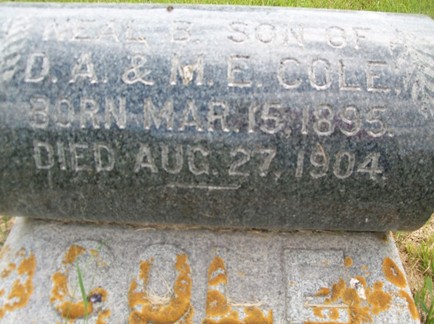 NEAL B. SON OF
D. A. & M. E. COLE.
BORN MAR. 15, 1895.
DIED AUG. 27, 1904.
COLE